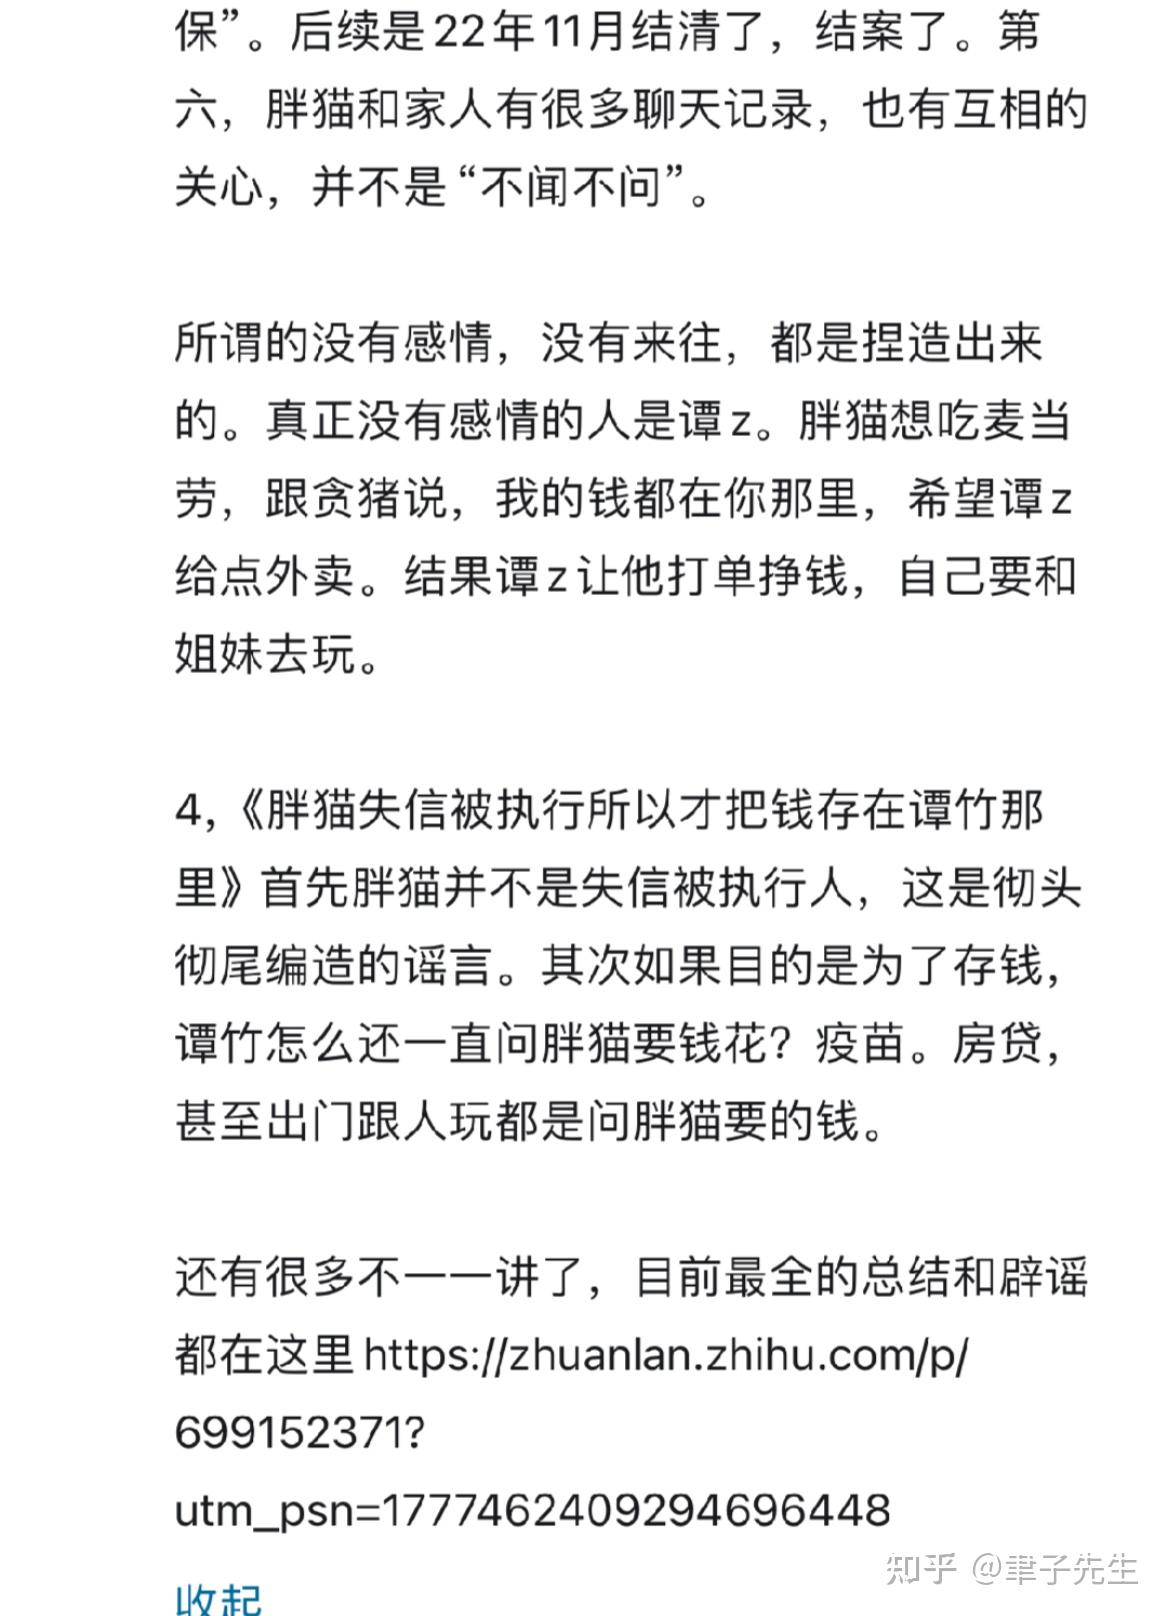 保”。后续是22年11月结清了，结案了。第
六，胖猫和家人有很多聊天记录，也有互相的
关心，并不是“不闻不问”。
所谓的没有感情，没有来往，都是捏造出来
的。真正没有感情的人是谭z。胖猫想吃麦当
劳，跟贪猪说，我的钱都在你那里，希望谭z
给点外卖。结果谭z让他打单挣钱，自己要和
姐妹去玩。
4,《胖猫失信被执行所以才把钱存在谭竹那
里》首先胖猫并不是失信被执行人，这是彻头
彻尾编造的谣言。其次如果目的是为了存钱，
谭竹怎么还一直问胖猫要钱花？疫苗。房贷，
甚至出门跟人玩都是问胖猫要的钱。
还有很多不一一讲了，目前最全的总结和辟谣
都在这里https://zhuanlan.zhihu.com/p/
699152371?
utm_psn=1777462409294696448
收起
知乎 @聿子先生